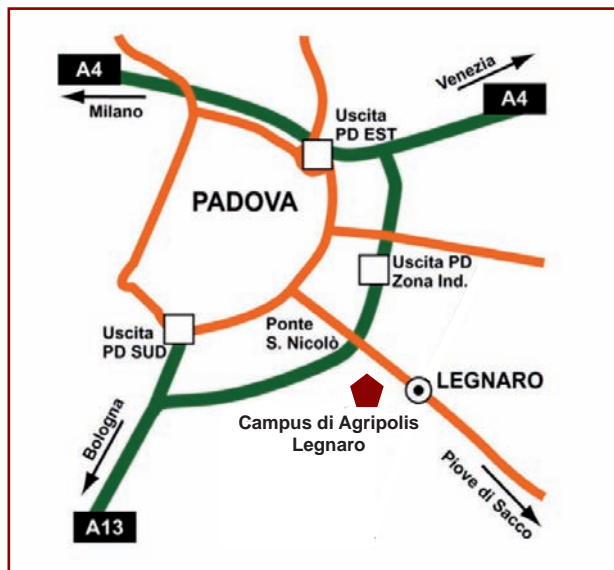 A4
Milano
Venezia
A4
Uscita
PD EST
PADOVA
Uscita PD
Zona Ind.
Uscita
PD SUD
Ponte
S. Nicolò
LEGNARO
Campus di Agripolis
Legnaro
Bologna
Piove di Sacco
A13